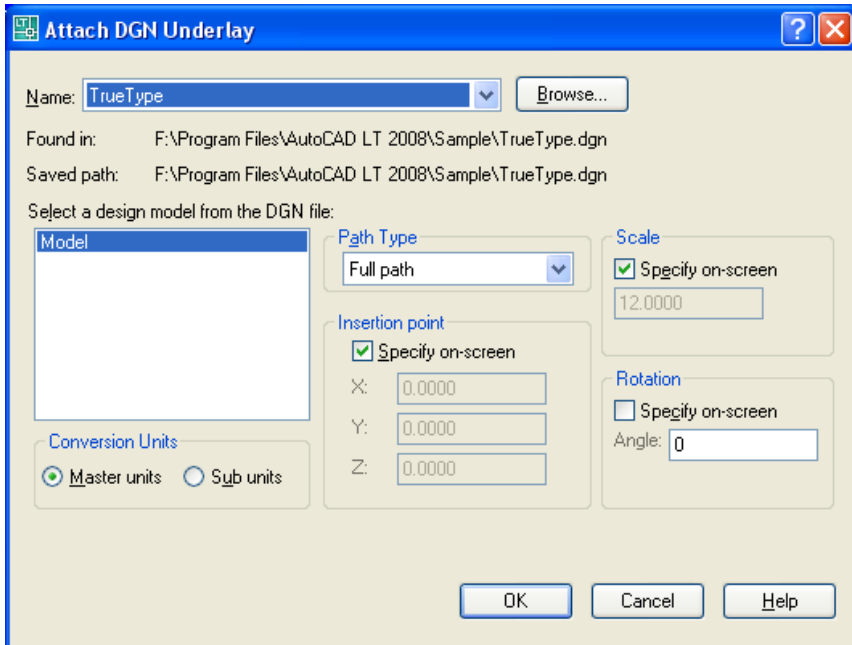 LT
Attach DGN Underlay
Name: TrueType Browse...
Found in: F:\Program Files\AutoCAD LT 2008\Sample\TrueType.dgn
Saved path: F:\Program Files\AutoCAD LT 2008\Sample\TrueType.dgn
Select a design model from the DGN file:
Model
Conversion Units
Master units Sub units
Path Type
Full path
Insertion point
Specify on-screen
X: 0.0000
Y: 0.0000
Z: 0.0000
Scale
Specify on-screen
12.0000
Rotation
Specify on-screen
Angle: 0
OK Cancel Help